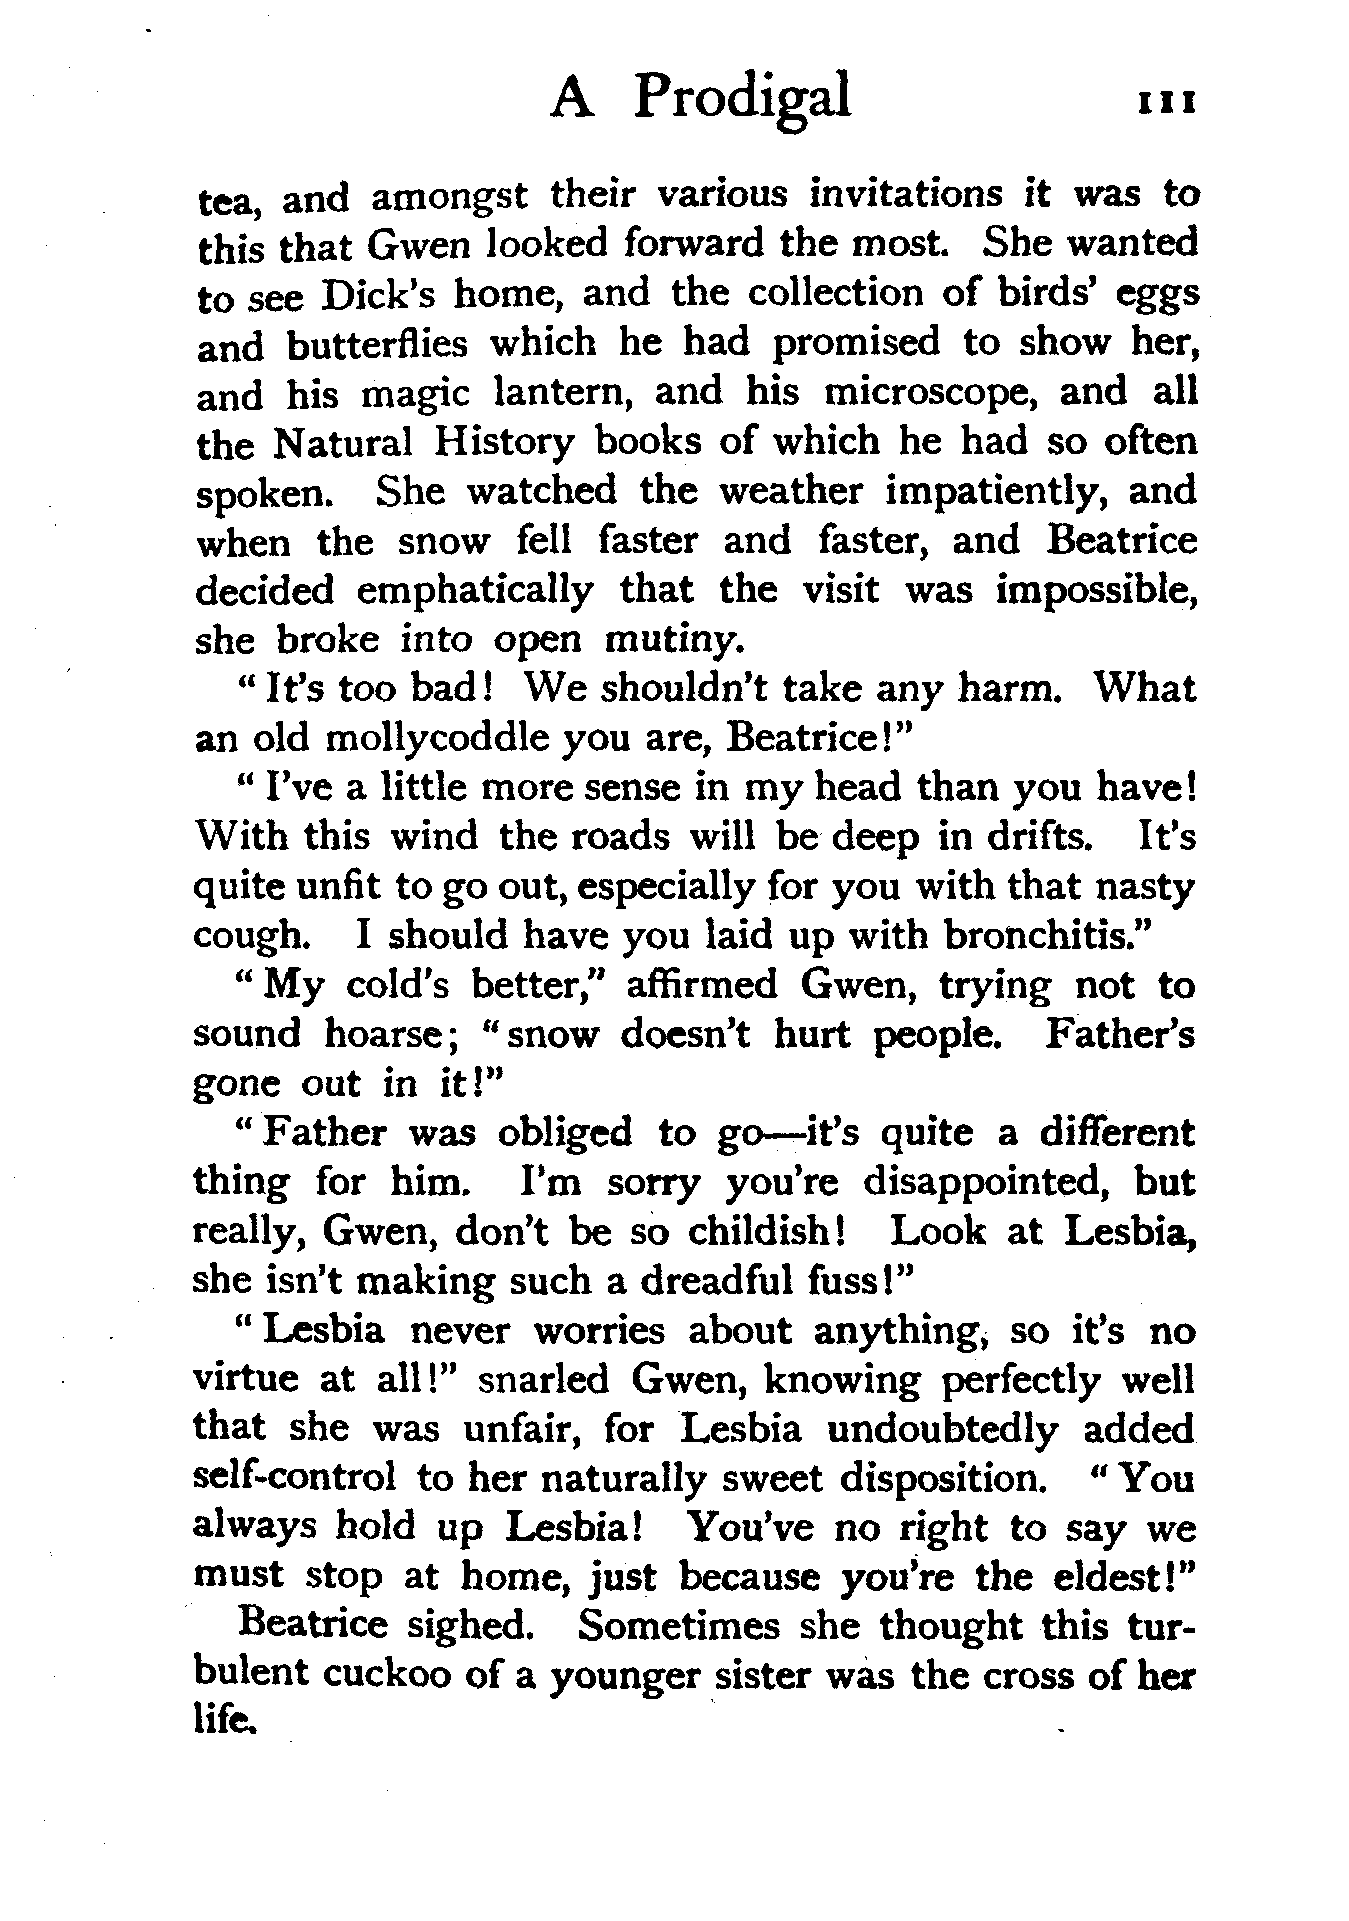 A Prodigal 111
tea, and amongst their various invitations it was to
this that Gwen looked forward the most. She wanted
to see Dick's home, and the collection of birds' eggs
and butterflies which he had promised to show her,
and his magic lantern, and his microscope, and all
the Natural History books of which he had so often
spoken. She watched the weather impatiently, and
when the snow fell faster and faster, and Beatrice
decided emphatically that the visit was impossible,
she broke into open mutiny.
"It's too bad! We shouldn't take any harm. What
an old mollycoddle you are, Beatrice!"
"I've a little more sense in my head than you have!
With this wind the roads will be deep in drifts. It's
quite unfit to go out, especially for you with that nasty
cough. I should have you laid up with bronchitis."
"My cold's better," affirmed Gwen, trying not to
sound hoarse; "snow doesn't hurt people. Father's
gone out in it!"
"Father was obliged to go—it's quite a different
thing for him. I'm sorry you're disappointed, but
really, Gwen, don't be so childish! Look at Lesbia,
she isn't making such a dreadful fuss!"
"Lesbia never worries about anything, so it's no
virtue at all!" snarled Gwen, knowing perfectly well
that she was unfair, for Lesbia undoubtedly added
self-control to her naturally sweet disposition. "You
always hold up Lesbia! You've no right to say we
must stop at home, just because you're the eldest!"
Beatrice sighed. Sometimes she thought this tur-
bulent cuckoo of a younger sister was the cross of her
life.